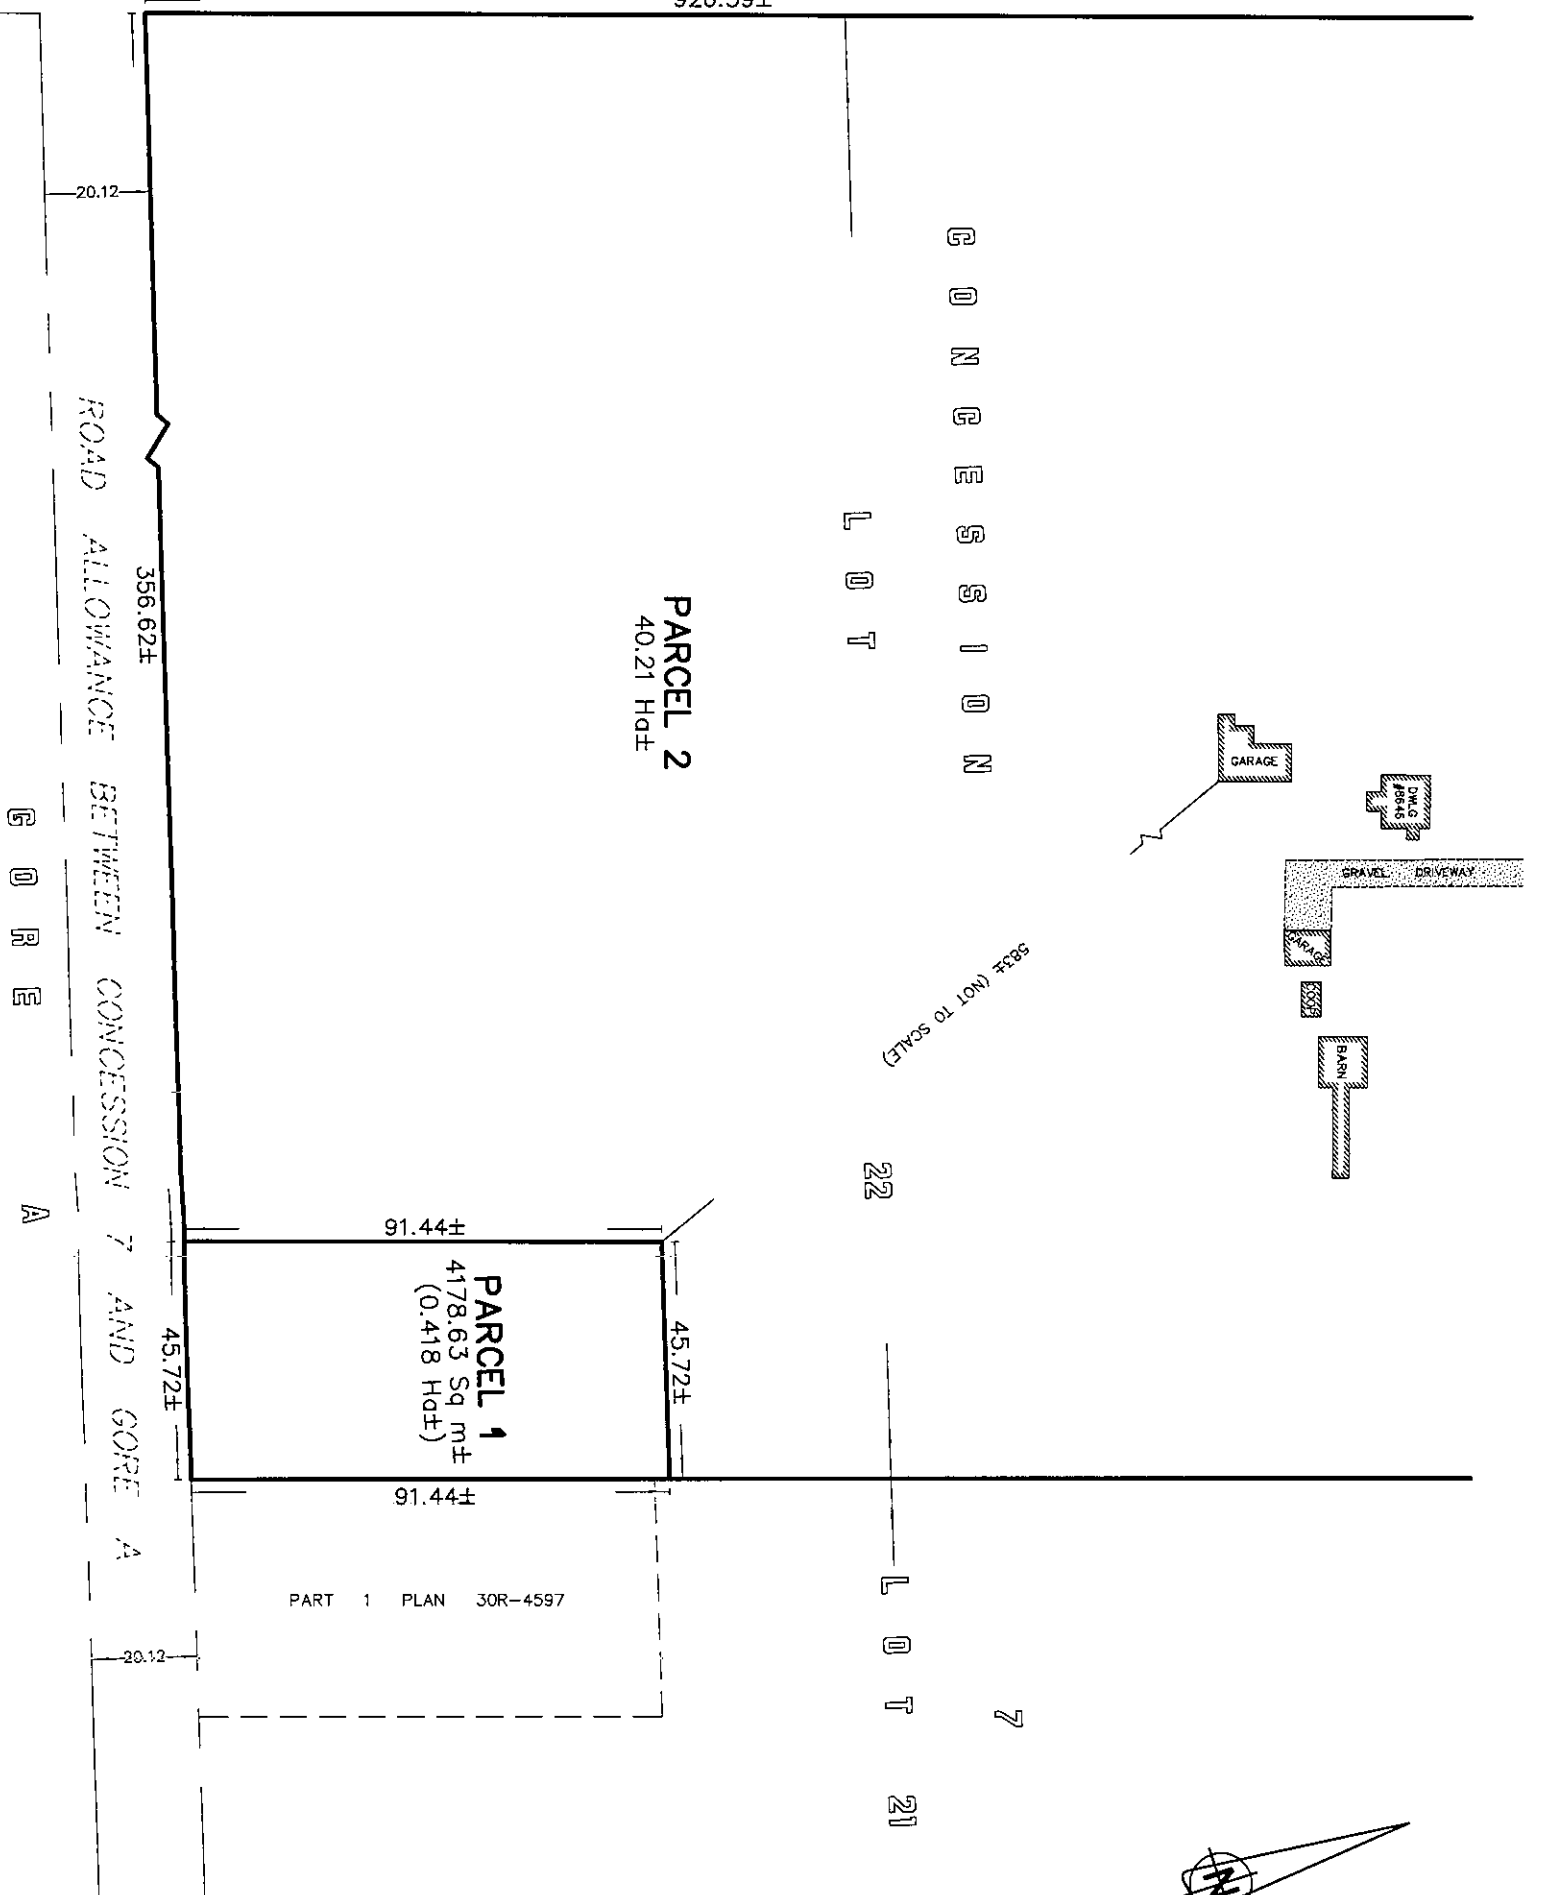 20.12
ROAD ALLOWANCE BETWEEN CONCESSION 7 AND GORE A
GORE A
356.62±
PARCEL 2
40.21 Ha±
CONCESSION 7
LOT 22
GARAGE
DWLG
GRAVEL DRIVEWAY
GARAGE
COOP
BARN
583± (NOT TO SCALE)
91.44±
PARCEL 1
4178.63 Sq m±
(0.418 Ha±)
45.72±
45.72±
91.44±
PART 1 PLAN 30R-4597
20.12
LOT 21
N